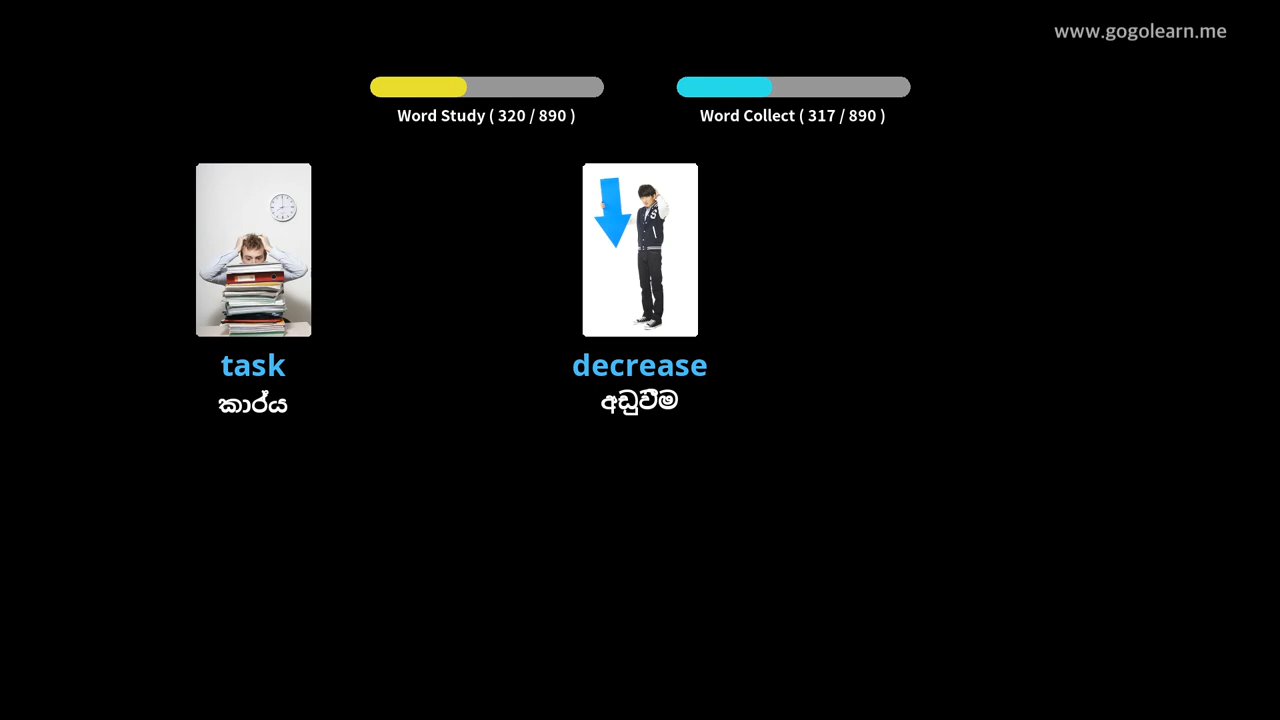 www.gogolearn.me
Word Study ( 320 / 890 )
Word Collect ( 317 / 890 )
task
decrease
කාර්ය
අඩුවීම